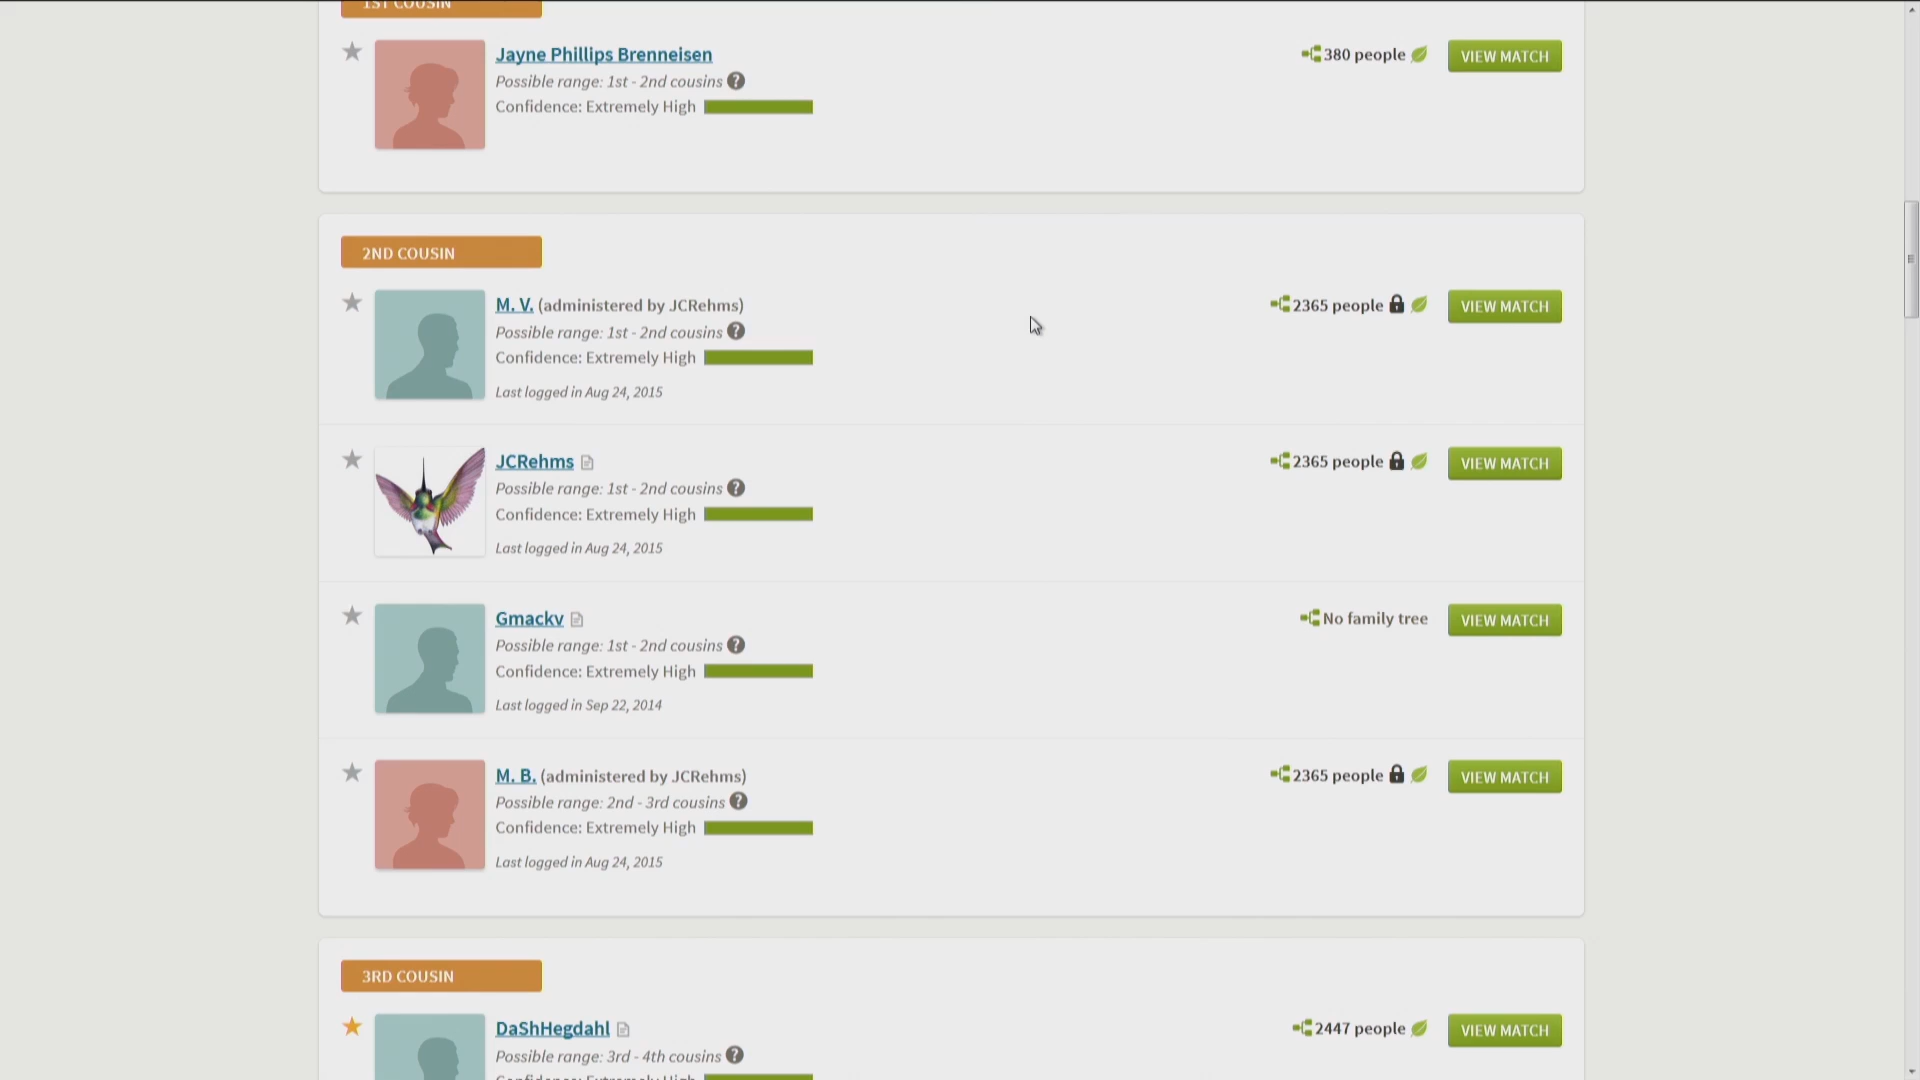 1ST COUSIN
Jayne Phillips Brenneisen
380 people
VIEW MATCH
Possible range: 1st - 2nd cousins ?
Confidence: Extremely High
2ND COUSIN
M. V. (administered by JCRehms)
2365 people
VIEW MATCH
Possible range: 1st - 2nd cousins ?
Confidence: Extremely High
Last logged in Aug 24, 2015
JCRehms
2365 people
VIEW MATCH
Possible range: 1st - 2nd cousins ?
Confidence: Extremely High
Last logged in Aug 24, 2015
Gmackv
No family tree
VIEW MATCH
Possible range: 1st - 2nd cousins ?
Confidence: Extremely High
Last logged in Sep 22, 2014
M. B. (administered by JCRehms)
2365 people
VIEW MATCH
Possible range: 2nd - 3rd cousins ?
Confidence: Extremely High
Last logged in Aug 24, 2015
3RD COUSIN
DaShHegdahl
2447 people
VIEW MATCH
Possible range: 3rd - 4th cousins ?
Confidence: Extremely High